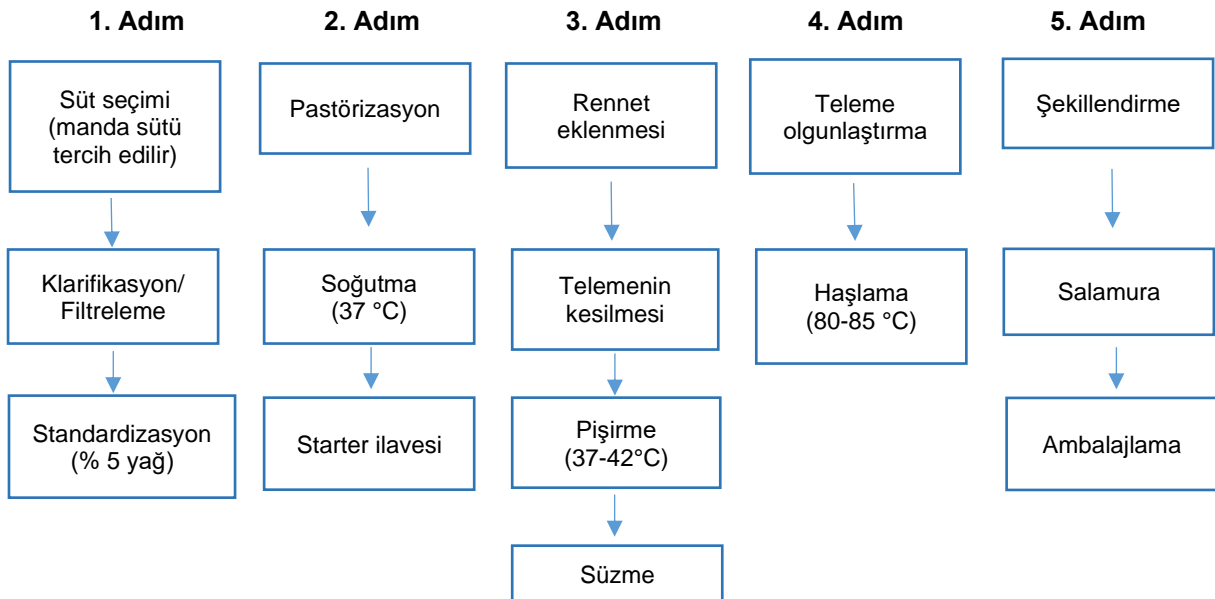 1. Adım
Süt seçimi
(manda sütü
tercih edilir)
Klarifikasyon/
Filtreleme
Standardizasyon
(% 5 yağ)
2. Adım
Pastörizasyon
Soğutma
(37 °C)
Starter ilavesi
3. Adım
Rennet
eklenmesi
Telemenin
kesilmesi
Pişirme
(37-42°C)
Süzme
4. Adım
Teleme
olgunlaştırma
Haşlama
(80-85 °C)
5. Adım
Şekillendirme
Salamura
Ambalajlama